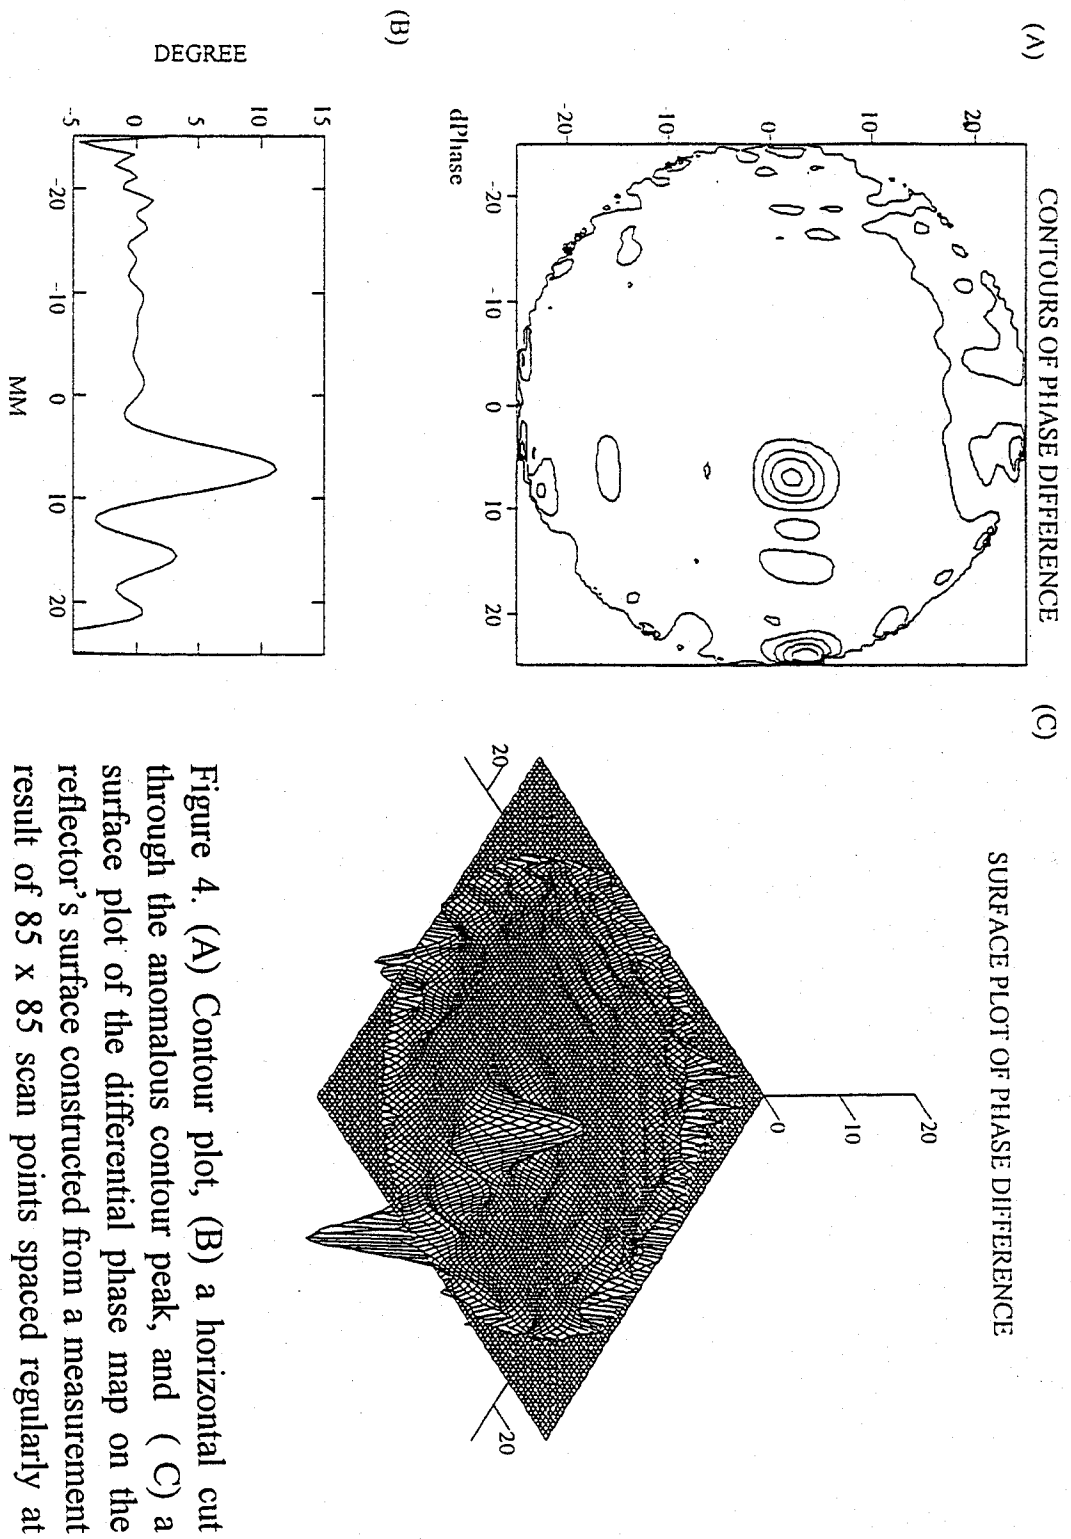 (A)
CONTOURS OF PHASE DIFFERENCE
20
10
0
-10
-20
dPhase
-20
-10
0
10
20
(B)
DEGREE
15
10
5
0
-5
-20
-10
0
10
20
MM
(C)
SURFACE PLOT OF PHASE DIFFERENCE
20
10
0
20
20
Figure 4. (A) Contour plot, (B) a horizontal cut
through the anomalous contour peak, and ( C) a
surface plot of the differential phase map on the
reflector's surface constructed from a measurement
result of 85 x 85 scan points spaced regularly at